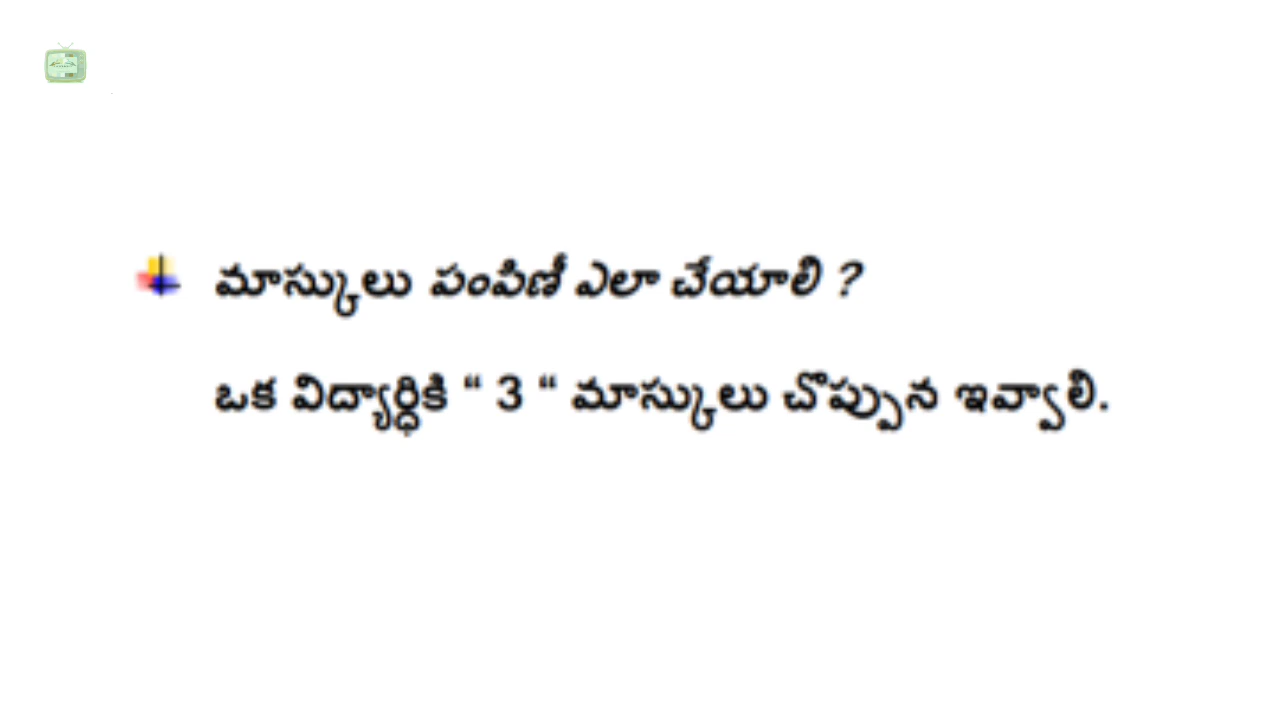 మాస్కులు పంపిణీ ఎలా చేయాలి ?
ఒక విద్యార్థికి “ 3 “ మాస్కులు చొప్పున ఇవ్వాలి.